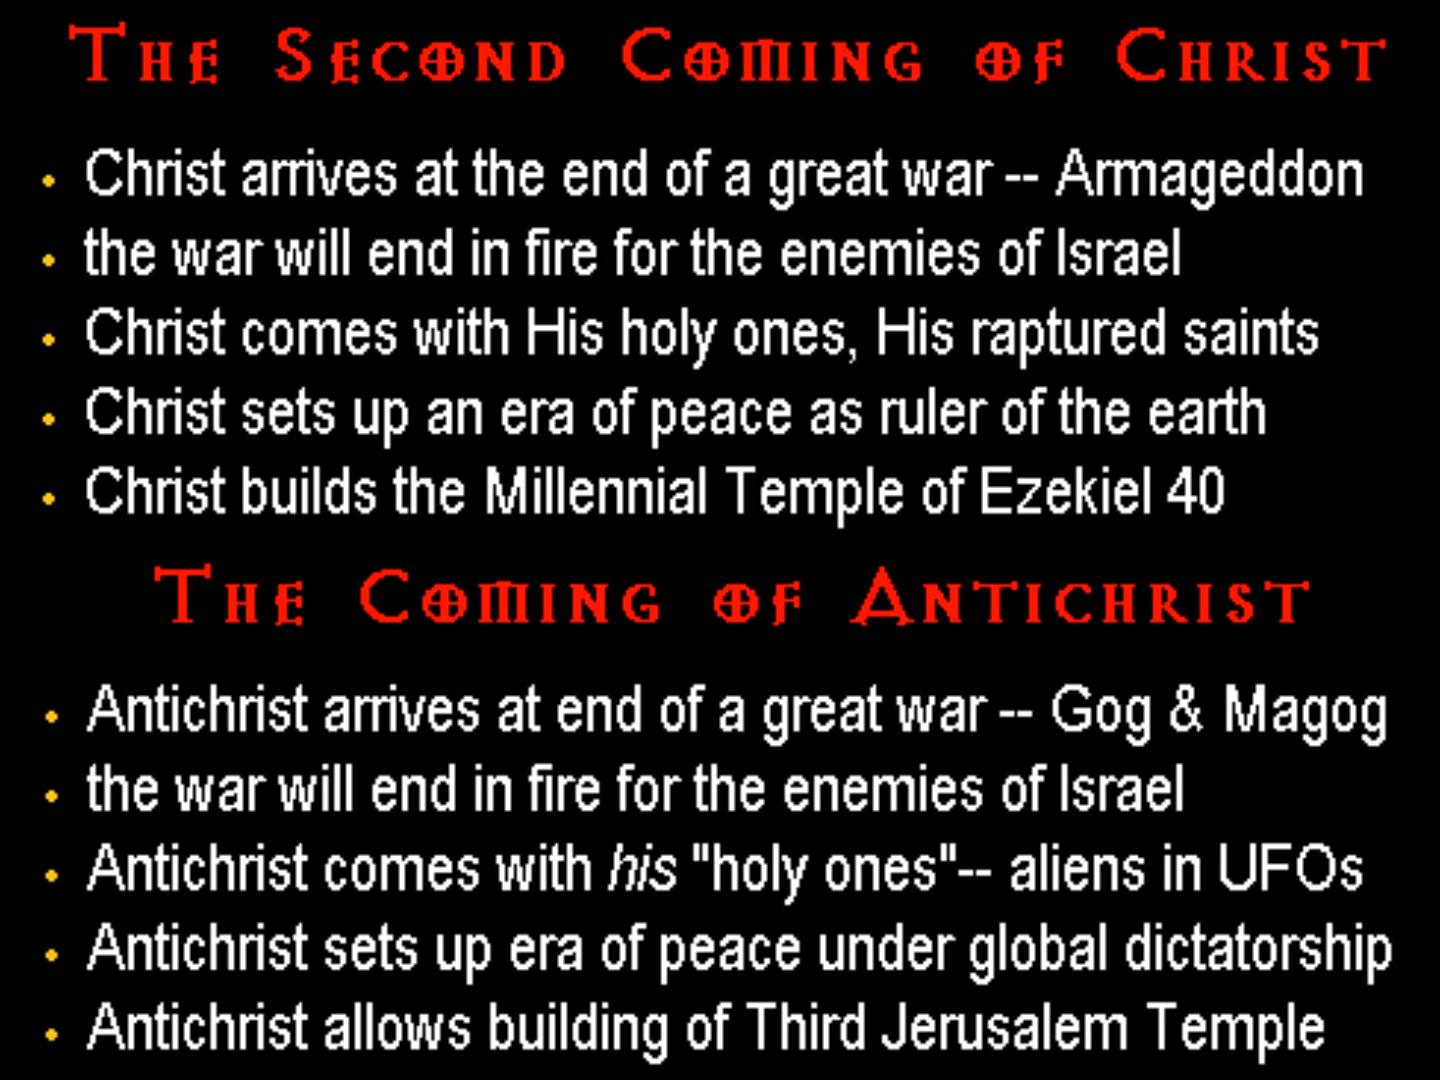 The Second Coming of Christ
• Christ arrives at the end of a great war -- Armageddon
• the war will end in fire for the enemies of Israel
• Christ comes with His holy ones, His raptured saints
• Christ sets up an era of peace as ruler of the earth
• Christ builds the Millennial Temple of Ezekiel 40
The Coming of Antichrist
• Antichrist arrives at end of a great war -- Gog & Magog
• the war will end in fire for the enemies of Israel
• Antichrist comes with his "holy ones"-- aliens in UFOs
• Antichrist sets up era of peace under global dictatorship
• Antichrist allows building of Third Jerusalem Temple